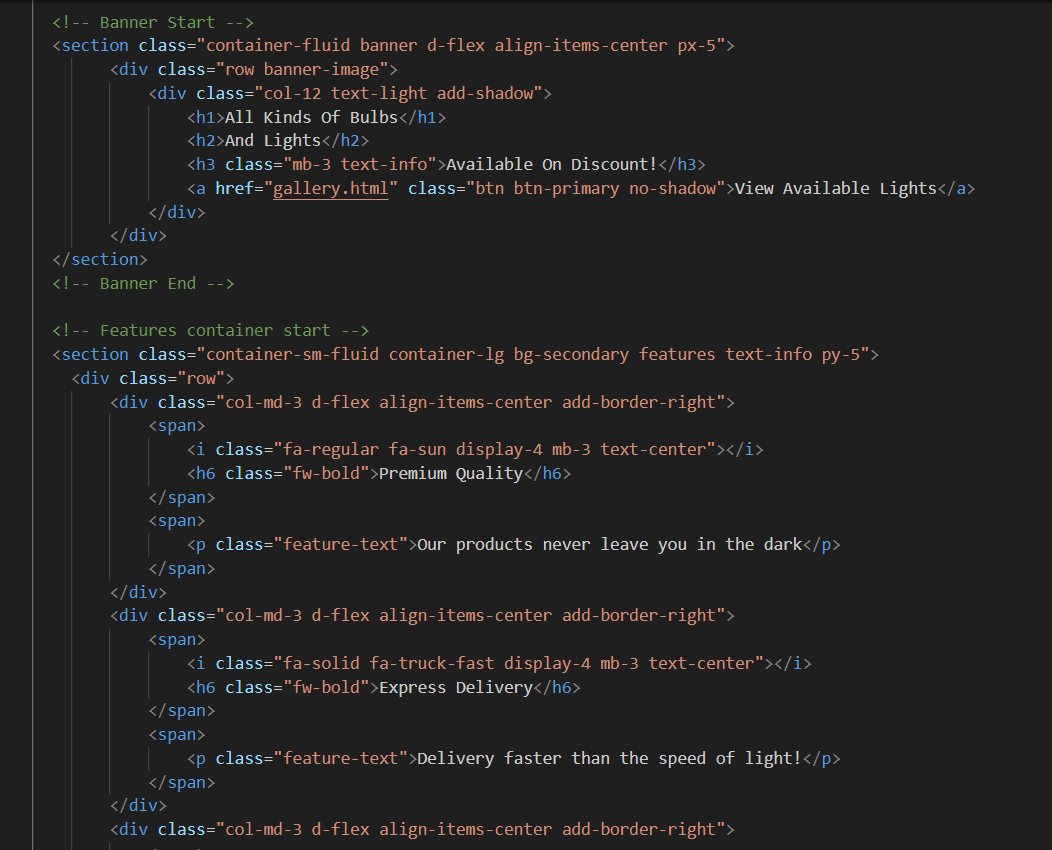 <!-- Banner Start -->
<section class="container-fluid banner d-flex align-items-center px-5">
<div class="row banner-image">
<div class="col-12 text-light add-shadow">
<h1>All Kinds Of Bulbs</h1>
<h2>And Lights</h2>
<h3 class="mb-3 text-info">Available On Discount!</h3>
<a href="gallery.html" class="btn btn-primary no-shadow">View Available Lights</a>
</div>
</div>
</section>
<!-- Banner End -->
<!-- Features container start -->
<section class="container-sm-fluid container-lg bg-secondary features text-info py-5">
<div class="row">
<div class="col-md-3 d-flex align-items-center add-border-right">
<span>
<i class="fa-regular fa-sun display-4 mb-3 text-center"></i>
<h6 class="fw-bold">Premium Quality</h6>
</span>
<span>
<p class="feature-text">Our products never leave you in the dark</p>
</span>
</div>
<div class="col-md-3 d-flex align-items-center add-border-right">
<span>
<i class="fa-solid fa-truck-fast display-4 mb-3 text-center"></i>
<h6 class="fw-bold">Express Delivery</h6>
</span>
<span>
<p class="feature-text">Delivery faster than the speed of light!</p>
</span>
</div>
<div class="col-md-3 d-flex align-items-center add-border-right">